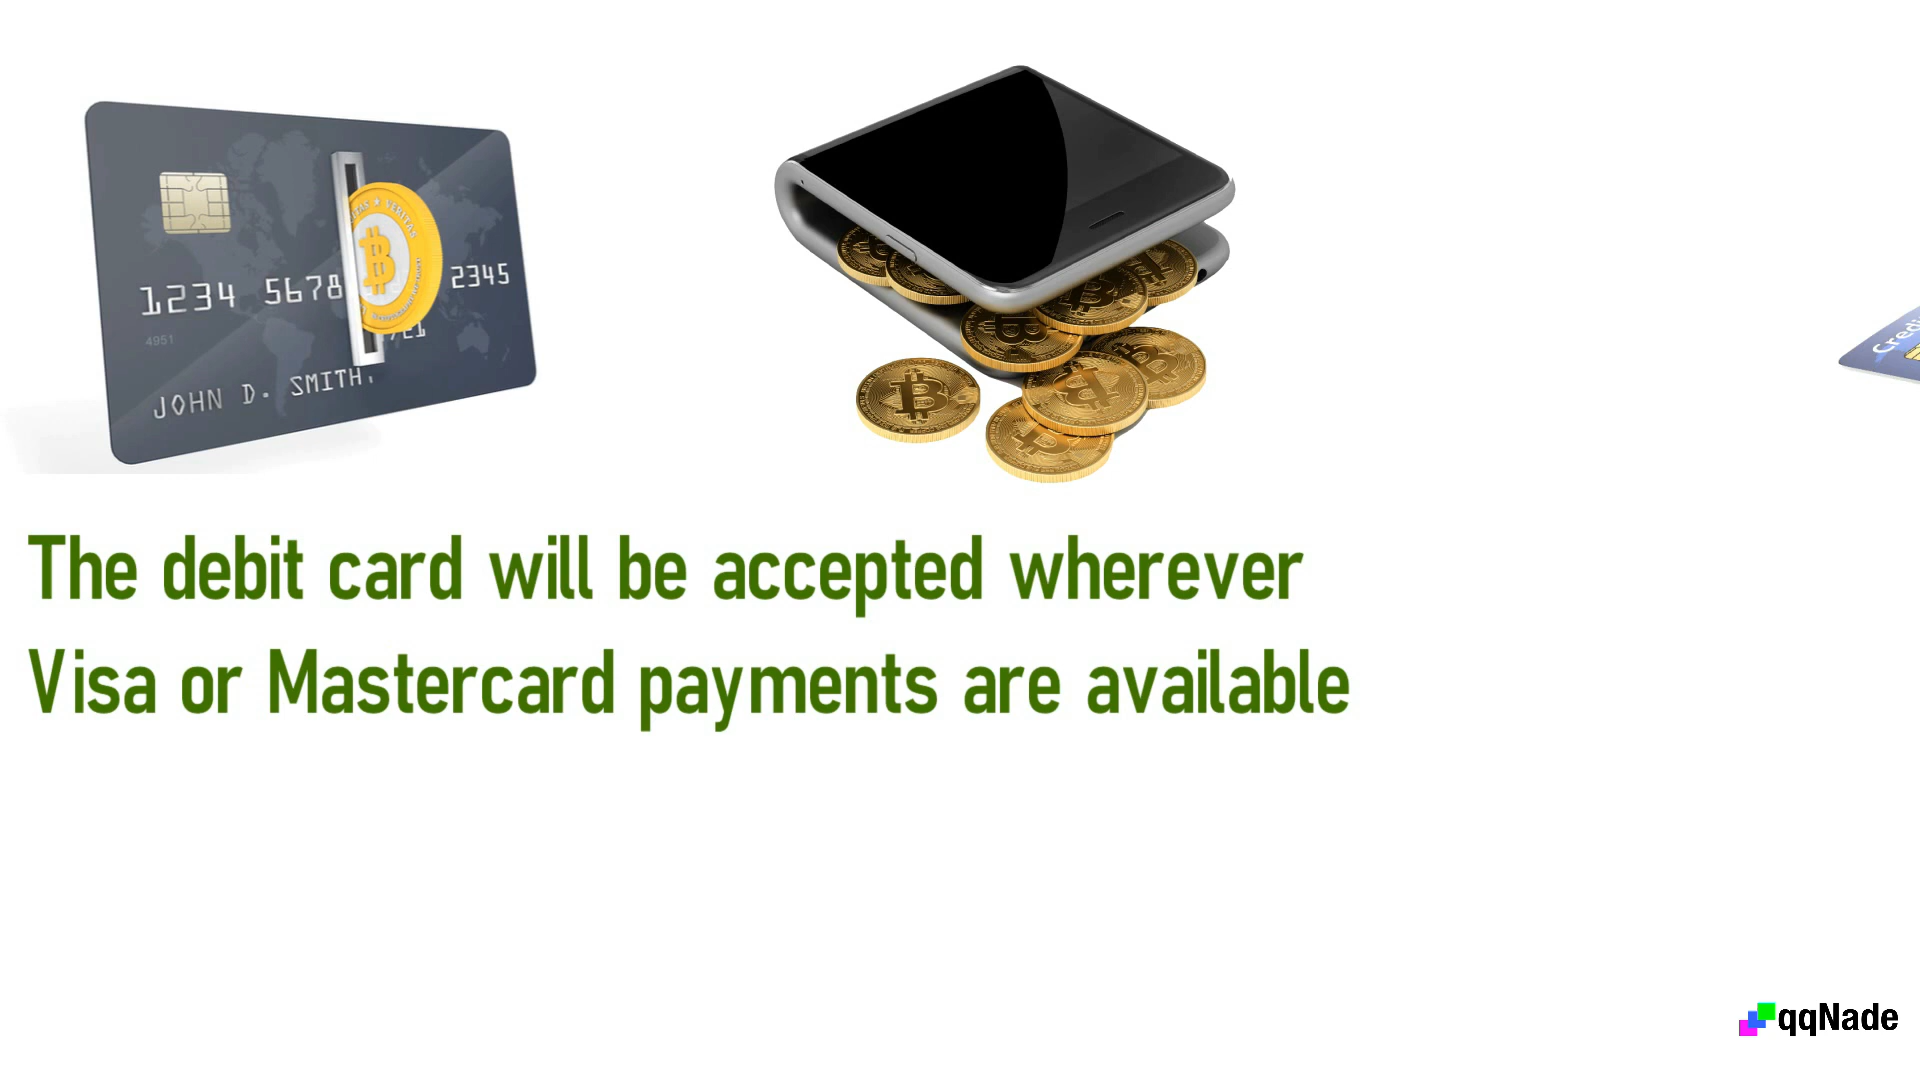 1234 5678 2345
4951
JOHN D. SMITH.
The debit card will be accepted wherever
Visa or Mastercard payments are available
qqNade